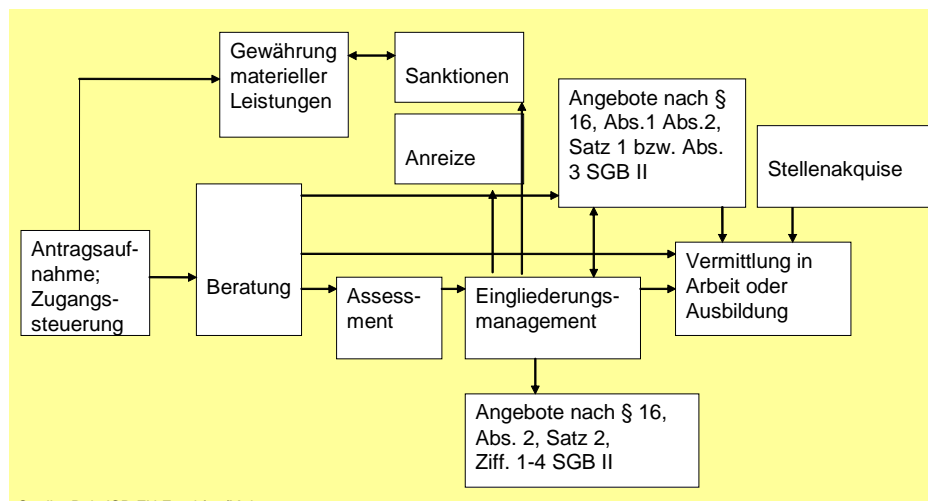 Gewährung
materieller
Leistungen
Sanktionen
Anreize
Angebote nach §
16, Abs.1 Abs.2,
Satz 1 bzw. Abs.
3 SGB II
Stellenakquise
Antragsauf-
nahme;
Zugangs-
steuerung
Beratung
Assess-
ment
Eingliederungs-
management
Vermittlung in
Arbeit oder
Ausbildung
Angebote nach § 16,
Abs. 2, Satz 2,
Ziff. 1-4 SGB II